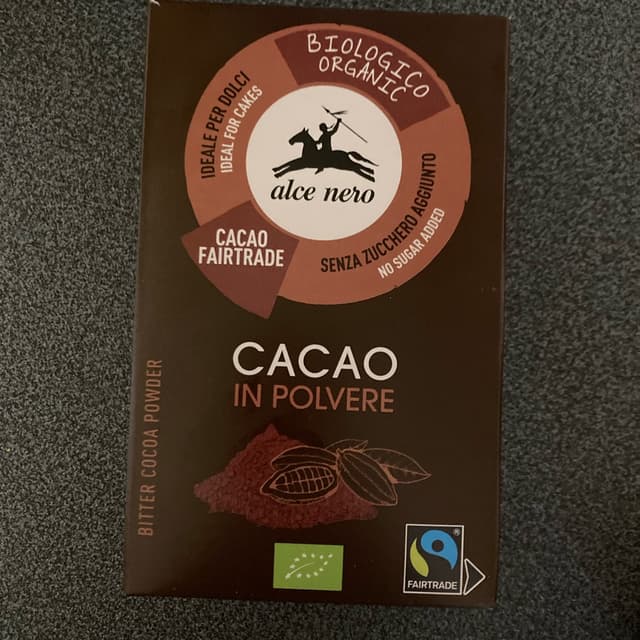 BIOLOGICO
ORGANIC
IDEALE PER DOLCI
IDEAL FOR CAKES
alce nero
SENZA ZUCCHERO AGGIUNTO
NO SUGAR ADDED
CACAO
FAIRTRADE
CACAO
IN POLVERE
BITTER COCOA POWDER
FAIRTRADE
®